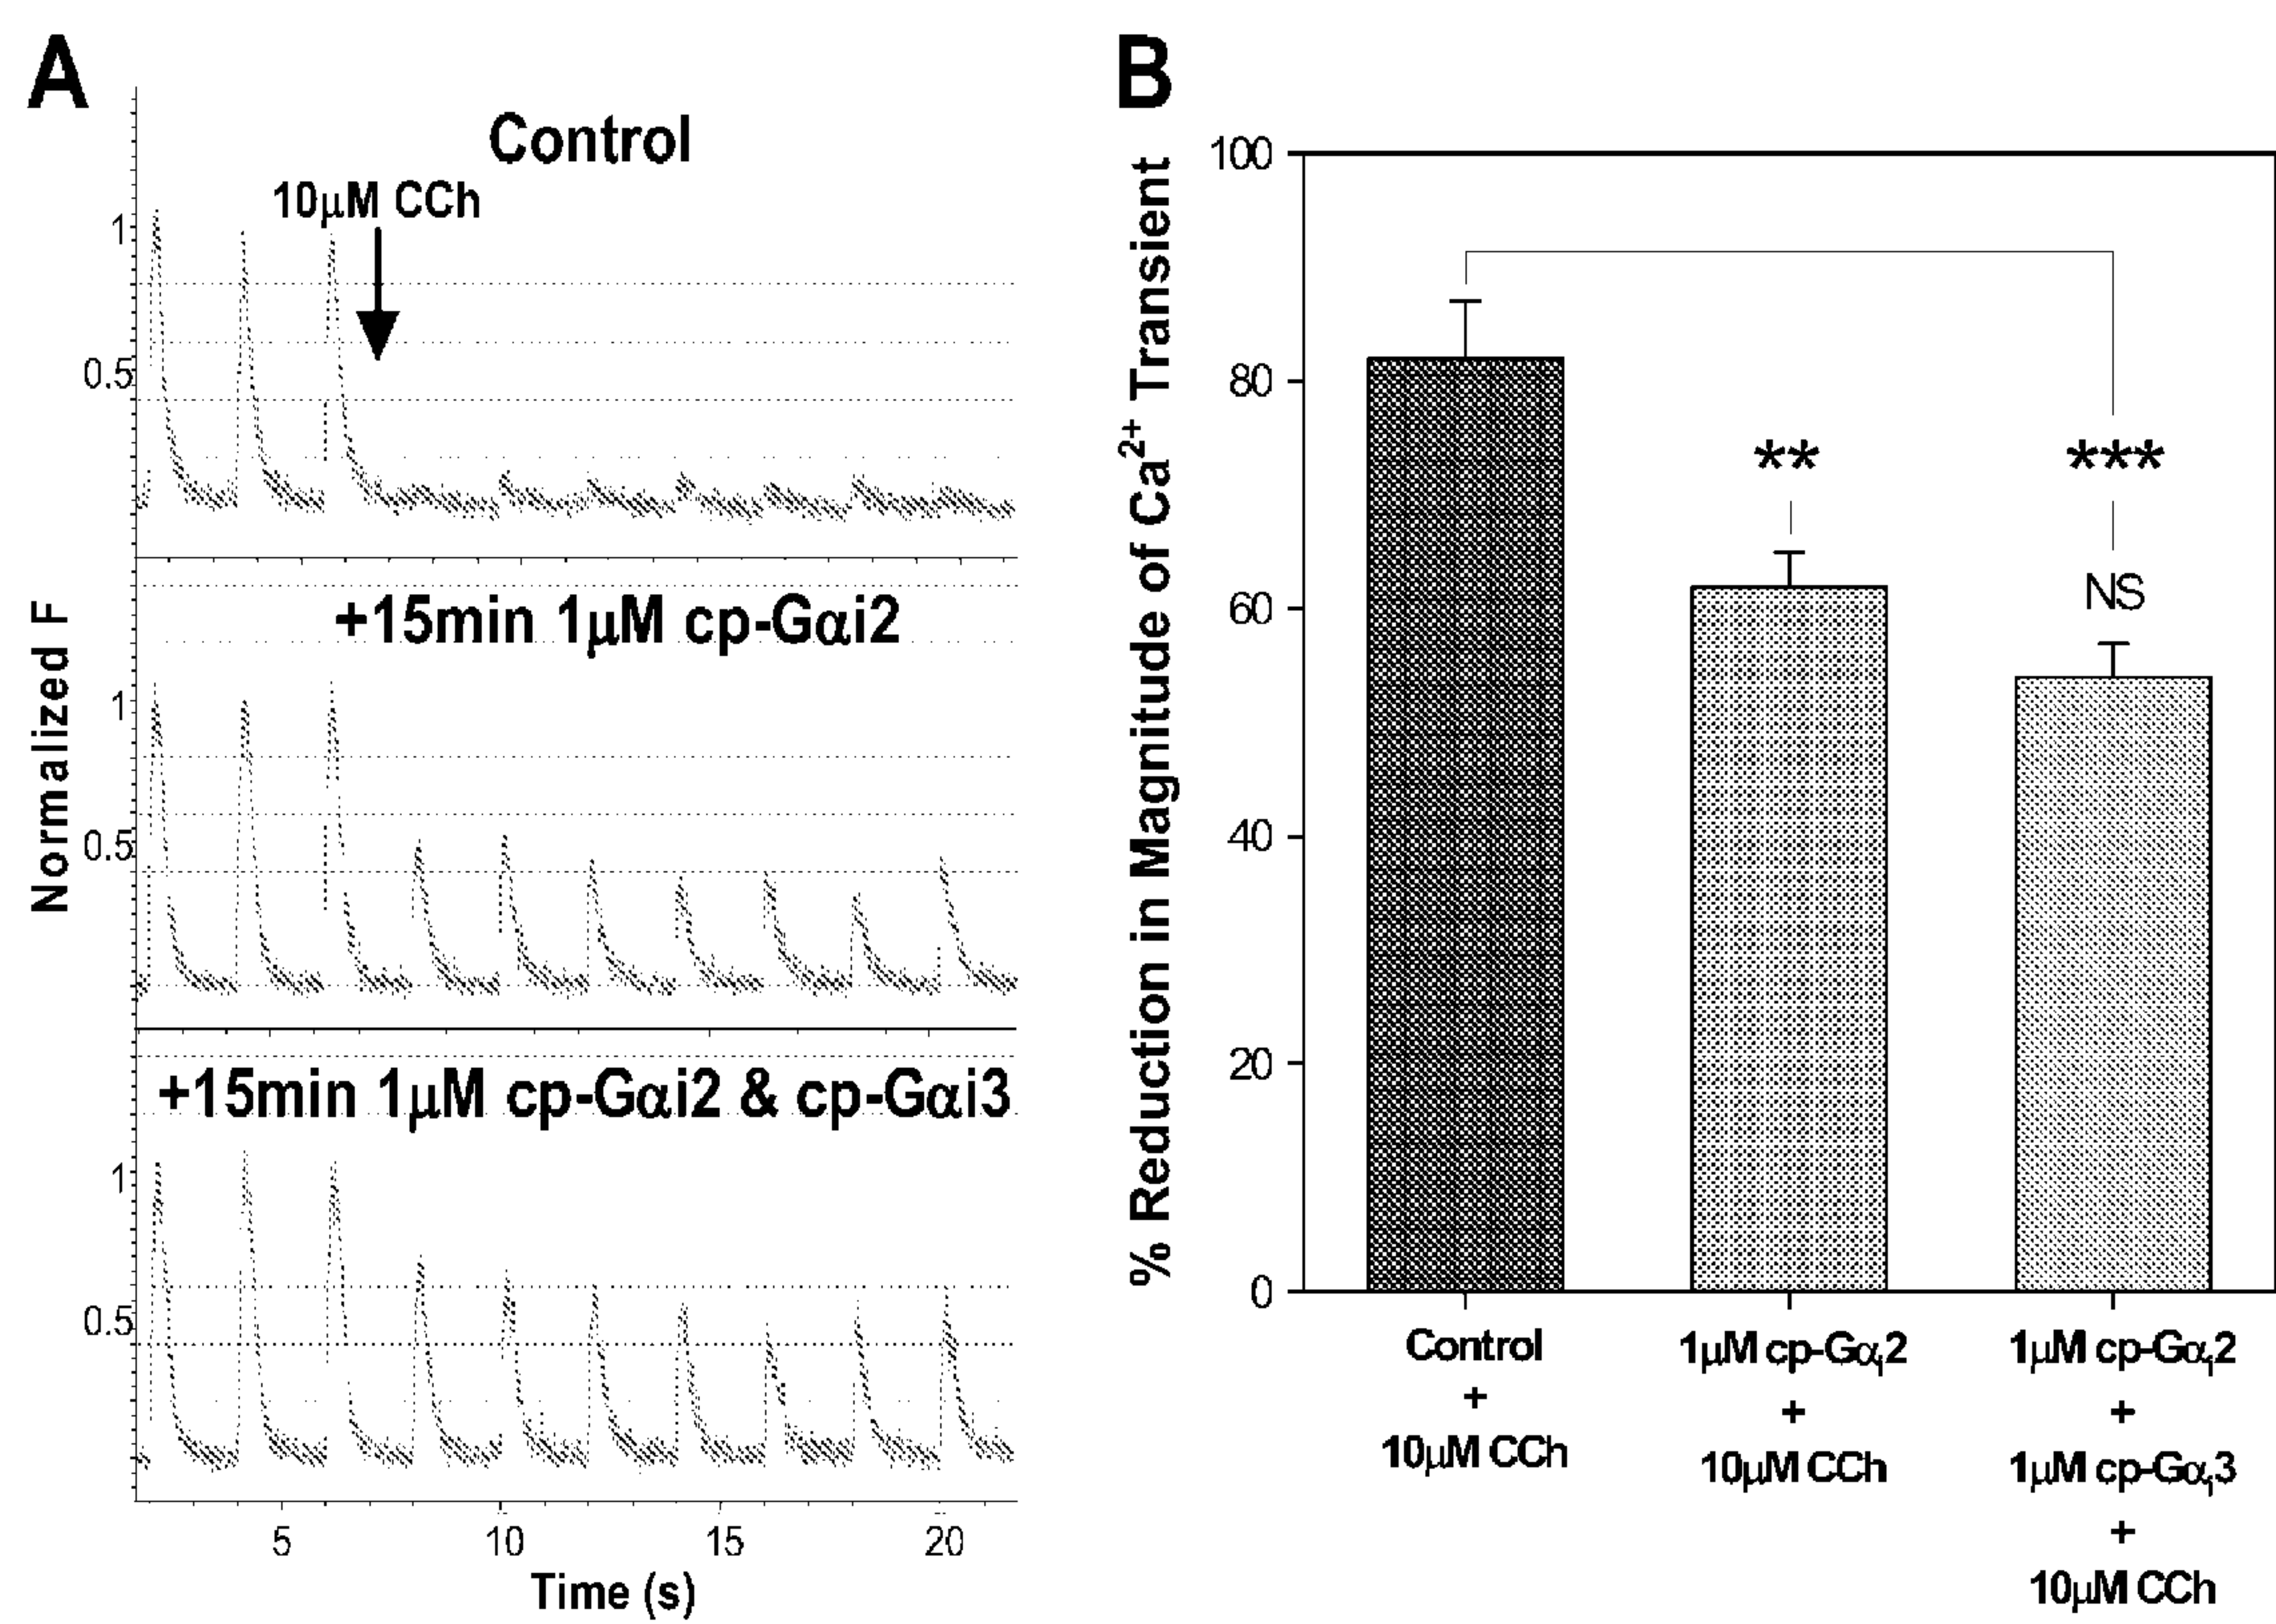 A
Control
10μM CCh
1
0.5
+15min 1μM cp-Gαi2
1
0.5
+15min 1μM cp-Gαi2 & cp-Gαi3
1
0.5
Normalized F
5 10 15 20
Time (s)
B
% Reduction in Magnitude of Ca²⁺ Transient
100
80
60
40
20
0
**
***
NS
Control
+
10μM CCh
1μM cp-Gαi2
+
10μM CCh
1μM cp-Gαi2
+
1μM cp-Gαi3
+
10μM CCh